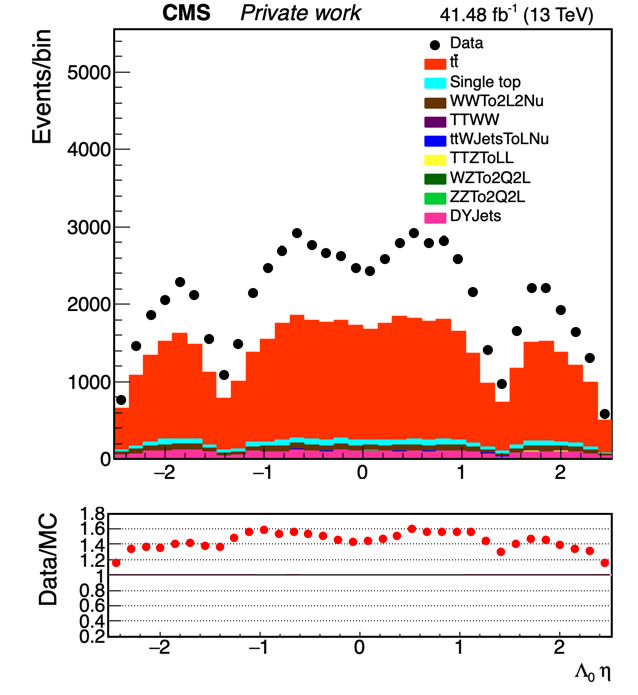 CMS Private work 41.48 fb⁻¹ (13 TeV)
Events/bin
5000
4000
3000
2000
1000
0
Data
tt̄
Single top
WWTo2L2Nu
TTWW
ttWJetsToLNu
TTZToLL
WZTo2Q2L
ZZTo2Q2L
DYJets
−2 −1 0 1 2
Data/MC
1.8
1.6
1.4
1.2
1
0.8
0.6
0.4
0.2
−2 −1 0 1 2
Λ₀ η